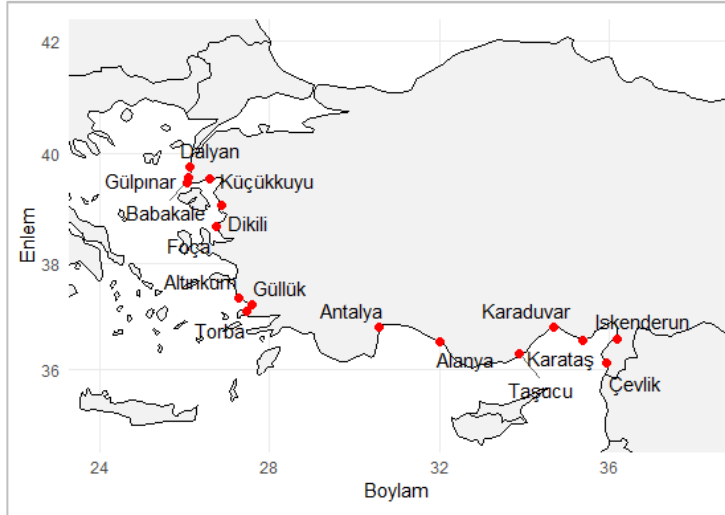 42
40
38
36
Enlem
Dalyan
Gülpınar
Küçükkuyu
Babakale
Dikili
Foça
Altınkum
Güllük
Torba
Antalya
Alanya
Karaduvar
Iskenderun
Karataş
Taşucu
Çevlik
24
28
32
36
Boylam